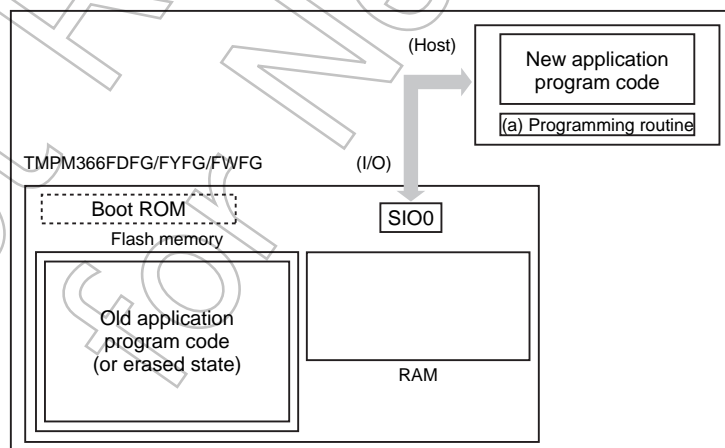 (Host)
New application
program code
(a) Programming routine
TMPM366FDFG/FYFG/FWFG
(I/O)
Boot ROM
SIO0
Flash memory
Old application
program code
(or erased state)
RAM